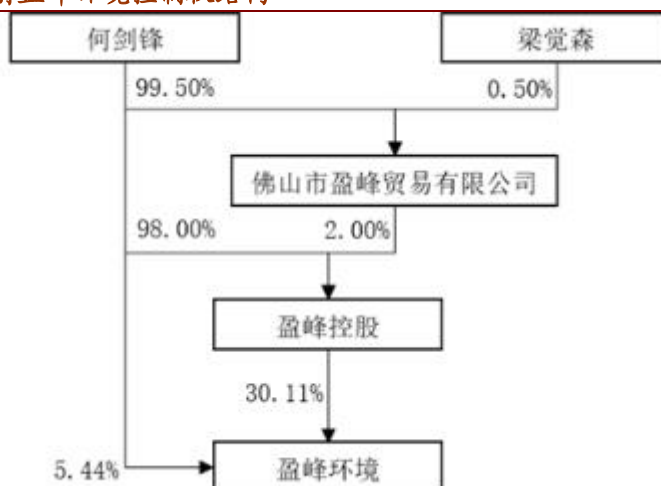 何剑锋
梁觉森
99.50%
0.50%
佛山市盈峰贸易有限公司
98.00%
2.00%
盈峰控股
30.11%
5.44%
盈峰环境